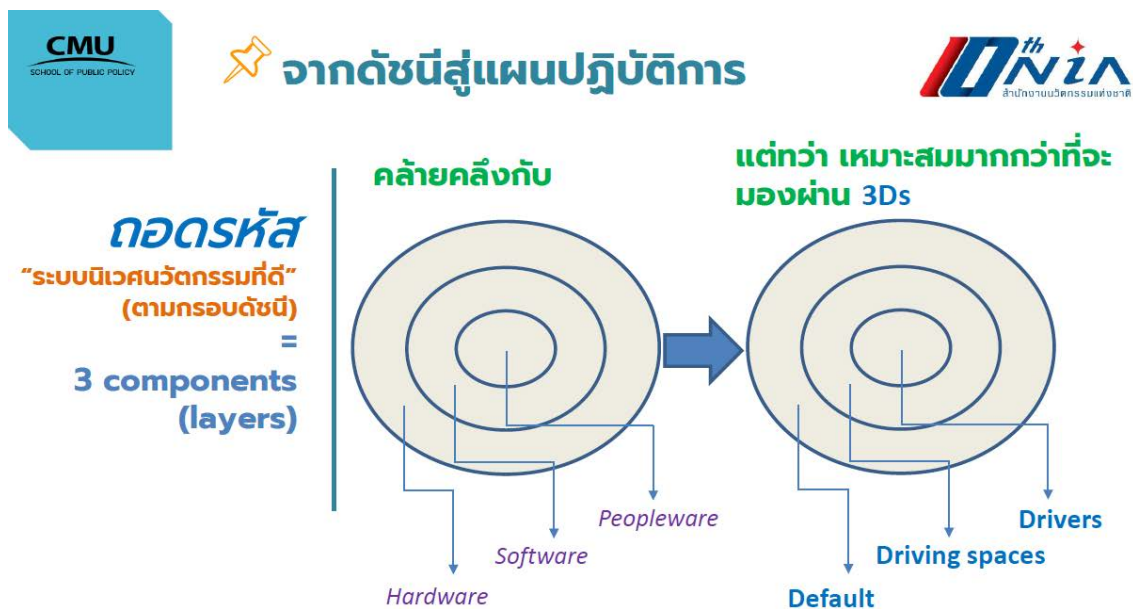 CMU
SCHOOL OF PUBLIC POLICY
จากดัชนีสู่แผนปฏิบัติการ
10th NIA
สำนักงานนวัตกรรมแห่งชาติ
ถอดรหัส
“ระบบนิเวศนวัตกรรมที่ดี”
(ตามกรอบดัชนี)
=
3 components
(layers)
คล้ายคลึงกับ
Peopleware
Software
Hardware
แต่ทว่า เหมาะสมมากกว่าที่จะ
มองผ่าน 3Ds
Drivers
Driving spaces
Default